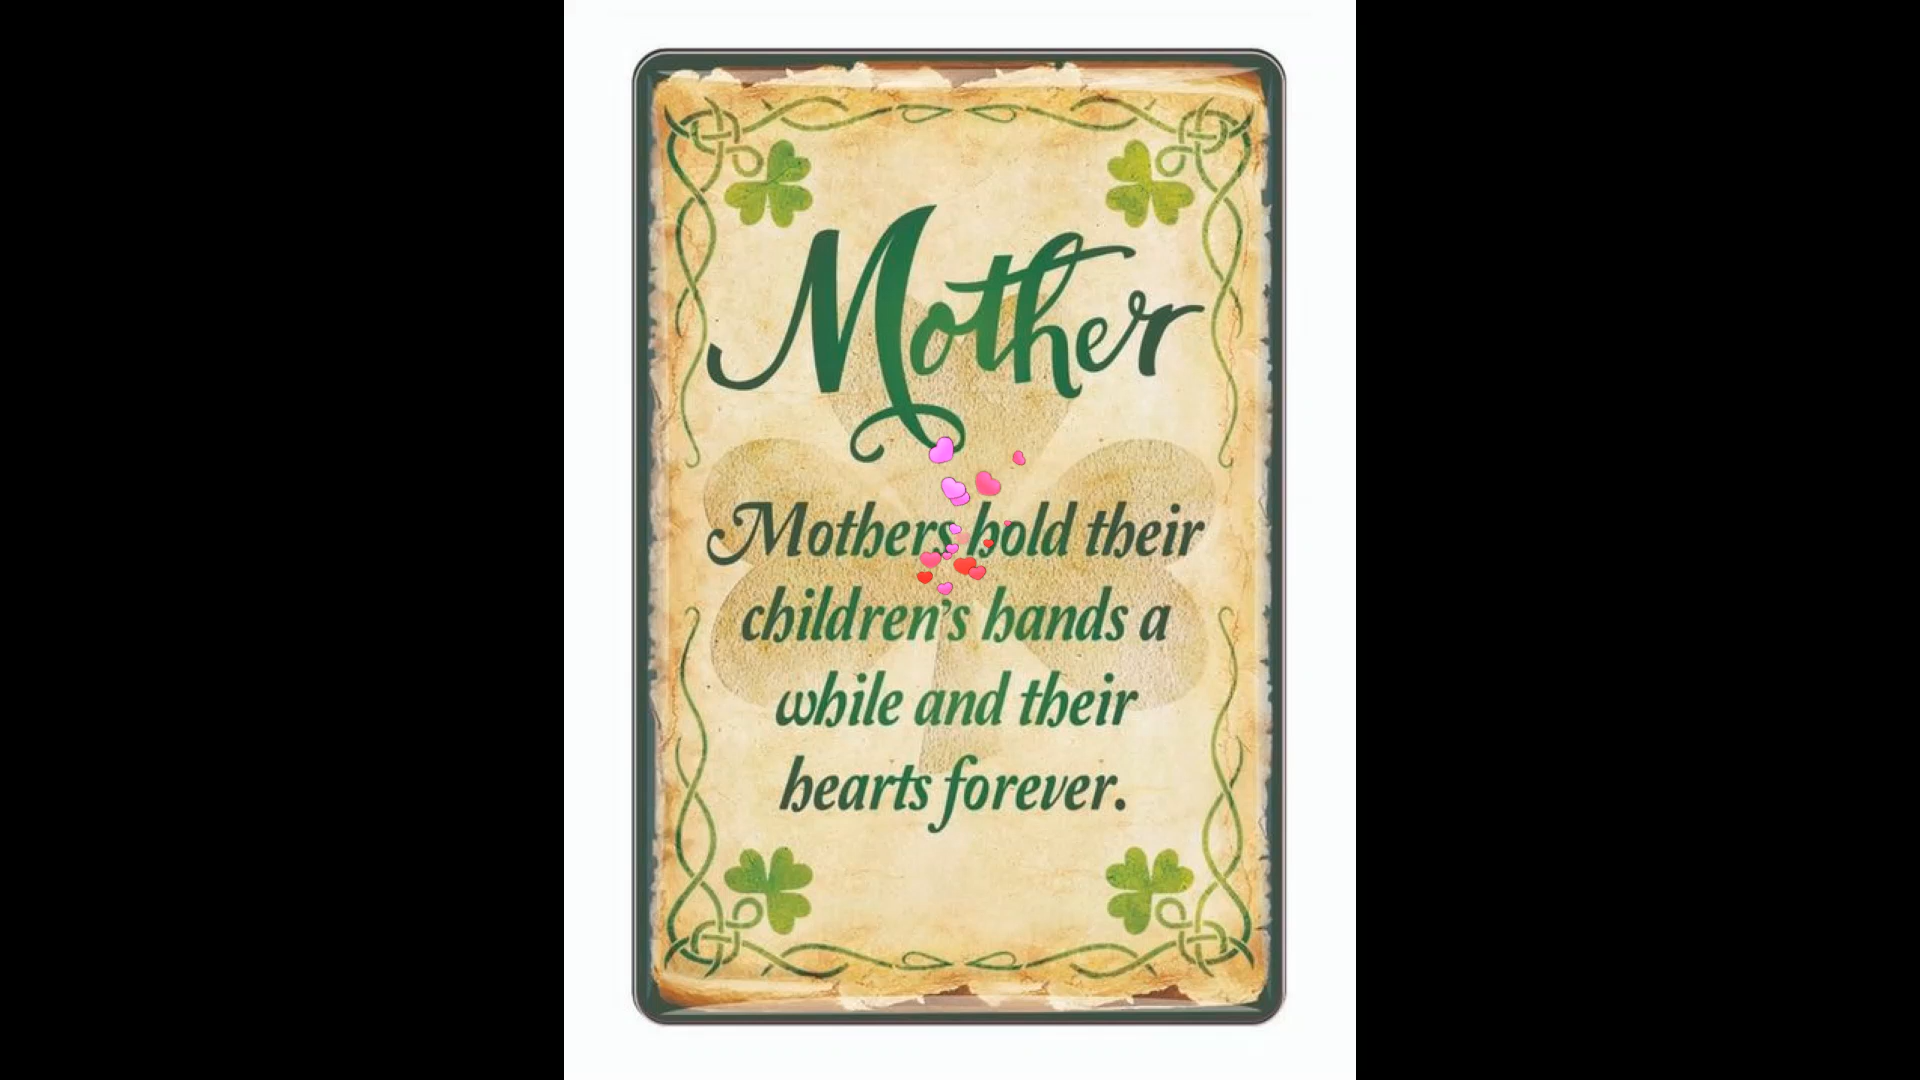 Mother
Mothers hold their
children's hands a
while and their
hearts forever.